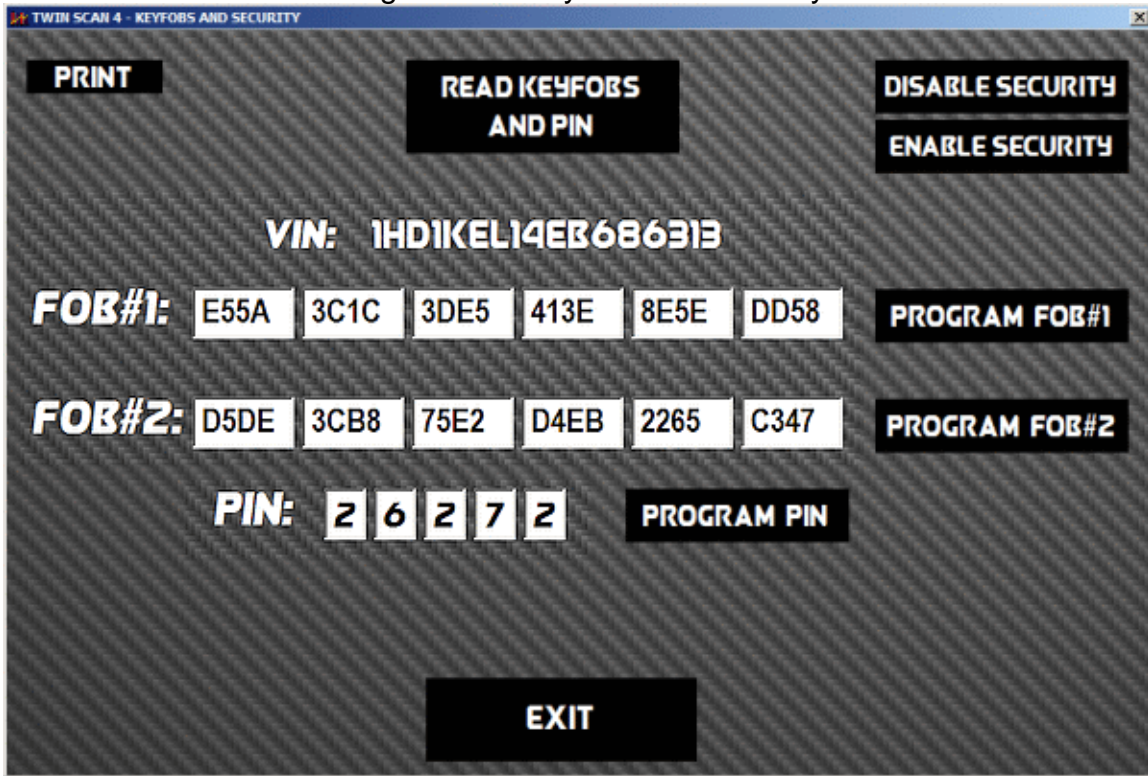 TWIN SCAN 4 - KEYFOBS AND SECURITY
PRINT
READ KEYFOBS
AND PIN
DISABLE SECURITY
ENABLE SECURITY
VIN: 1HD1KEL14EB686313
FOB#1: E55A 3C1C 3DE5 413E 8E5E DD58 PROGRAM FOB#1
FOB#2: D5DE 3CB8 75E2 D4EB 2265 C347 PROGRAM FOB#2
PIN: 2 6 2 7 2 PROGRAM PIN
EXIT